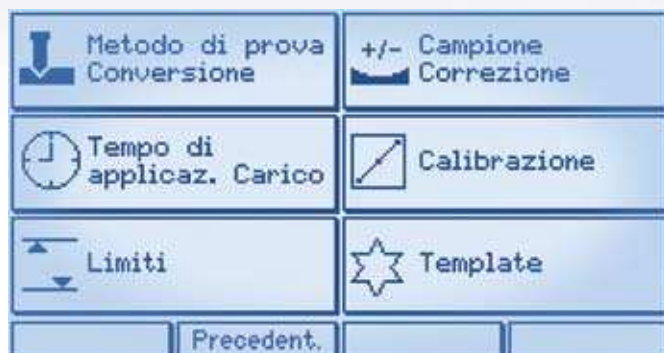 Metodo di prova
Conversione
+/- Campione
Correzione
Tempo di
applicaz. Carico
Calibrazione
Limiti
Template
Precedent.